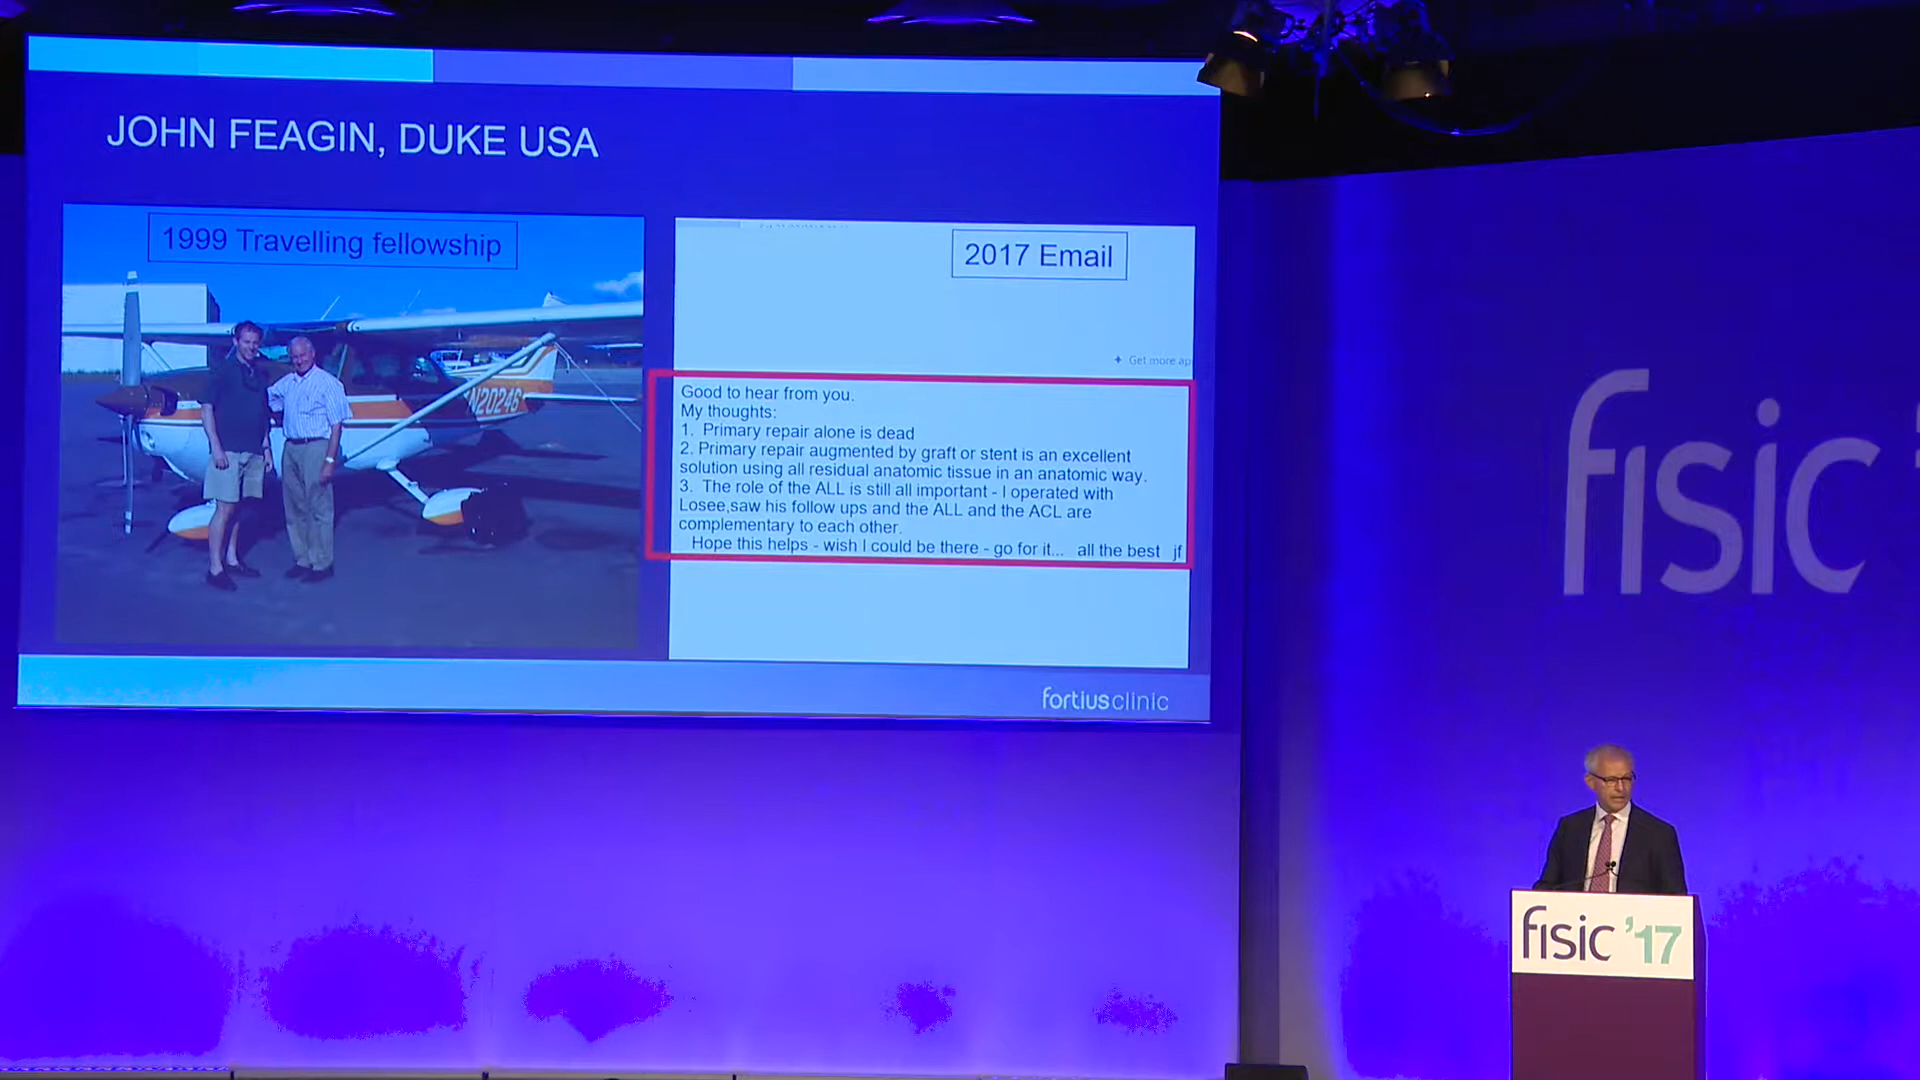 JOHN FEAGIN, DUKE USA
1999 Travelling fellowship
N20246
2017 Email
+ Get more ap
Good to hear from you.
My thoughts:
1. Primary repair alone is dead
2. Primary repair augmented by graft or stent is an excellent
solution using all residual anatomic tissue in an anatomic way.
3. The role of the ALL is still all important - I operated with
Losee,saw his follow ups and the ALL and the ACL are
complementary to each other.
Hope this helps - wish I could be there - go for it... all the best jf
fortiusclinic
fisic
fisic '17